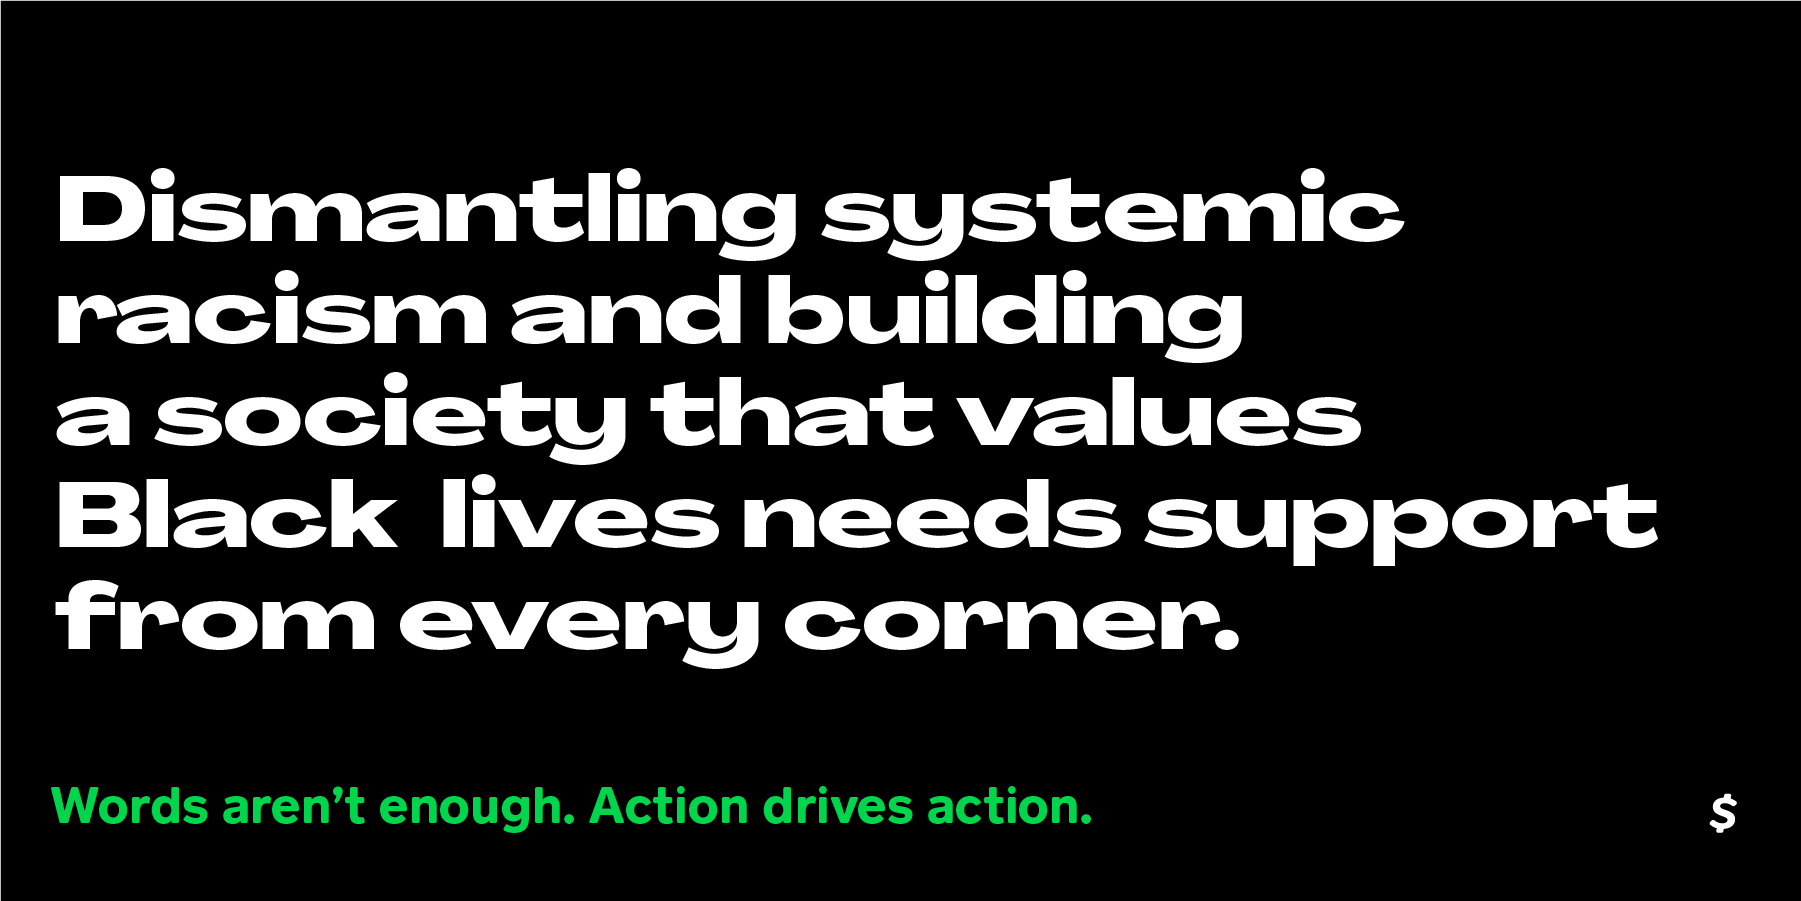 Dismantling systemic
racism and building
a society that values
Black  lives needs support
from every corner.
Words aren’t enough. Action drives action.
$